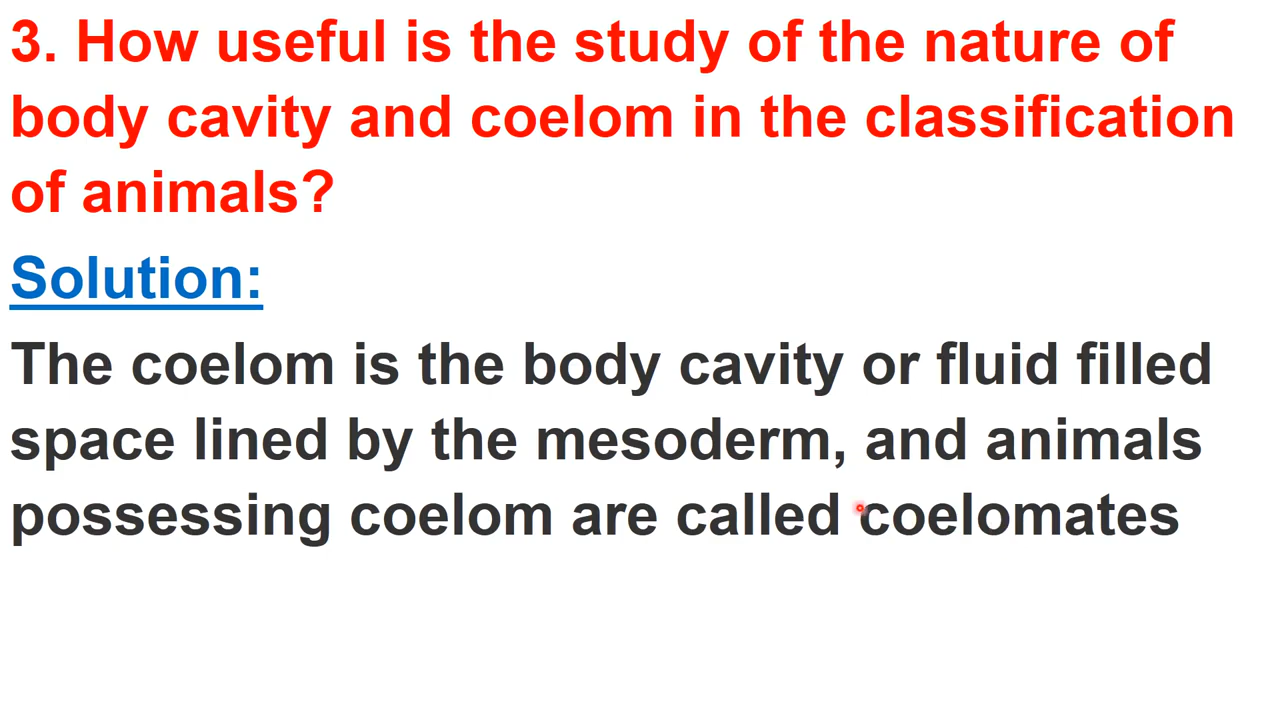 3. How useful is the study of the nature of
body cavity and coelom in the classification
of animals?
Solution:
The coelom is the body cavity or fluid filled
space lined by the mesoderm, and animals
possessing coelom are called coelomates